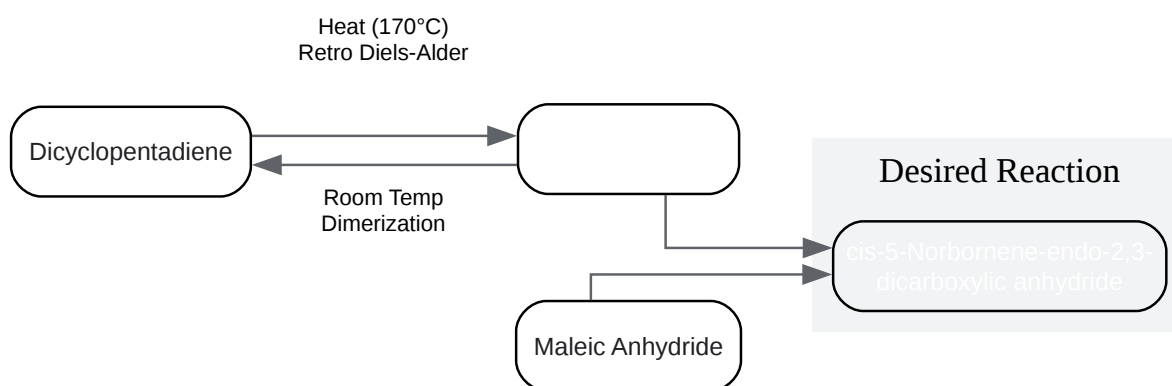 Heat (170°C)
Retro Diels-Alder
Dicyclopentadiene
Room Temp
Dimerization
Desired Reaction
cis-5-Norbornene-endo-2,3-
dicarboxylic anhydride
Maleic Anhydride